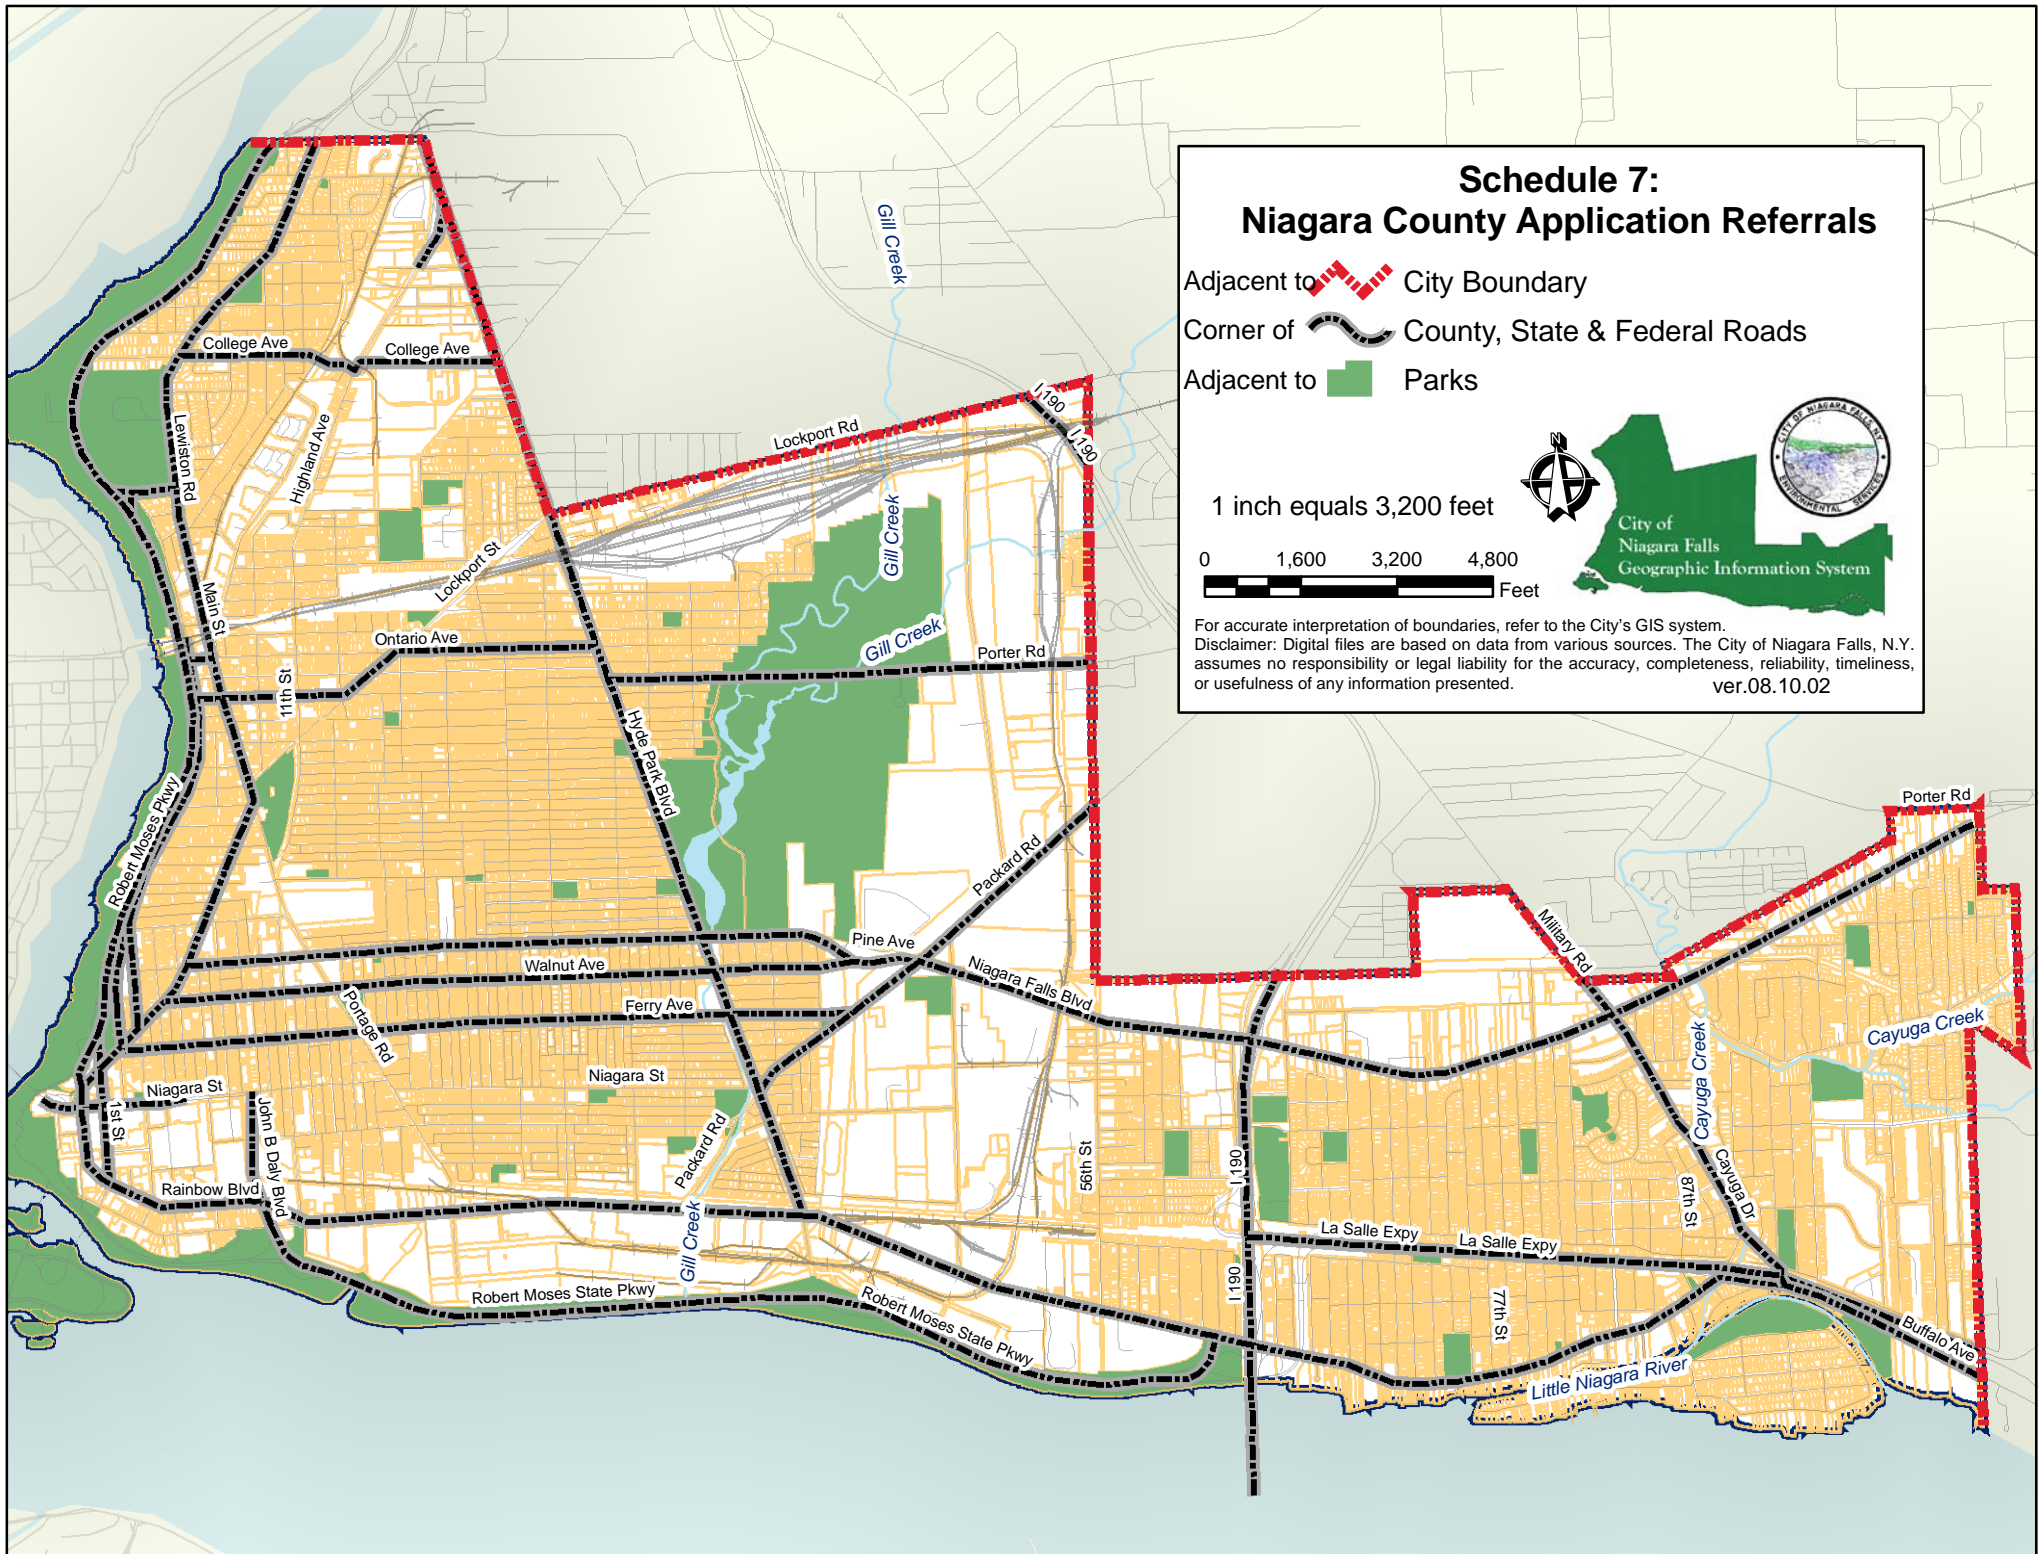 Schedule 7:
Niagara County Application Referrals
Adjacent to City Boundary
Corner of County, State & Federal Roads
Adjacent to Parks
1 inch equals 3,200 feet
N
CITY OF NIAGARA FALLS, NY
ENVIRONMENTAL SERVICES
City of
Niagara Falls
Geographic Information System
0 1,600 3,200 4,800
Feet
For accurate interpretation of boundaries, refer to the City's GIS system.
Disclaimer: Digital files are based on data from various sources. The City of Niagara Falls, N.Y.
assumes no responsibility or legal liability for the accuracy, completeness, reliability, timeliness,
or usefulness of any information presented.
ver.08.10.02
Gill Creek
College Ave
College Ave
I 190
I 190
Lockport Rd
Lewiston Rd
Highland Ave
Gill Creek
Lockport St
Main St
Ontario Ave
Gill Creek
Porter Rd
11th St
Hyde Park Blvd
Robert Moses Pkwy
Porter Rd
Packard Rd
Pine Ave
Military Rd
Walnut Ave
Niagara Falls Blvd
Portage Rd
Ferry Ave
Cayuga Creek
Cayuga Creek
Niagara St
Niagara St
1st St
John B Daly Blvd
Packard Rd
56th St
I 190
Cayuga Dr
87th St
Rainbow Blvd
Gill Creek
La Salle Expy
La Salle Expy
I 190
Robert Moses State Pkwy
Robert Moses State Pkwy
77th St
Buffalo Ave
Little Niagara River